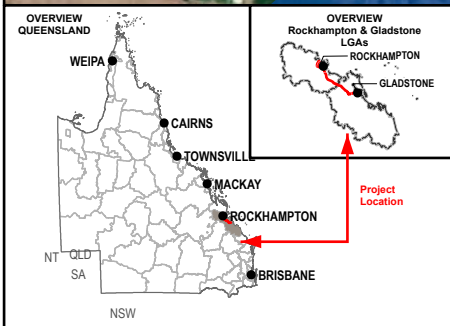 OVERVIEW
QUEENSLAND
WEIPA
CAIRNS
TOWNSVILLE
MACKAY
ROCKHAMPTON
BRISBANE
NT
QLD
SA
NSW
OVERVIEW
Rockhampton & Gladstone
LGAs
ROCKHAMPTON
GLADSTONE
Project
Location